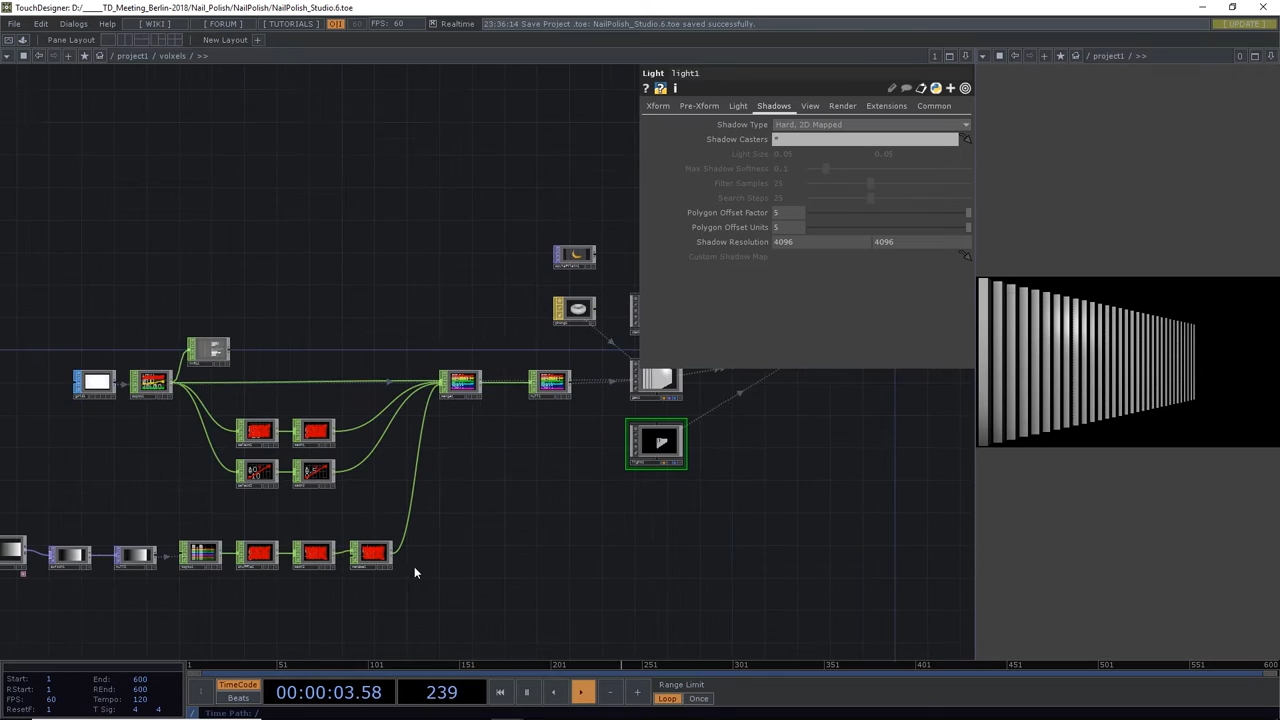 TouchDesigner: D:/_____TD_Meeting_Berlin-2018/Nail_Polish/NailPolish/NailPolish_Studio.6.toe
File Edit Dialogs Help [ WIKI ] [ FORUM ] [ TUTORIALS ] O|I FPS: 60 60 Realtime 23:36:14 Save Project .toe: NailPolish_Studio.6.toe saved successfully. [ UPDATE ]
Pane Layout New Layout +
/ project1 / volxels / >> 1 / project1 / >> 0
Light light1
? ? i
Xform Pre-Xform Light Shadows View Render Extensions Common
Shadow Type Hard, 2D Mapped
Shadow Casters *
Light Size 0.05 0.05
Max Shadow Softness 0.1
Filter Samples 25
Search Steps 25
Polygon Offset Factor 5
Polygon Offset Units 5
Shadow Resolution 4096 4096
Custom Shadow Map
1 51 101 151 201 251 301 351 401 451 501 551 600
Start: 1 End: 600
RStart: 1 REnd: 600
FPS: 60 Tempo: 120
ResetF: 1 T Sig: 4 4
TimeCode
Beats
00:00:03.58 239
Range Limit
Loop Once
Time Path: /